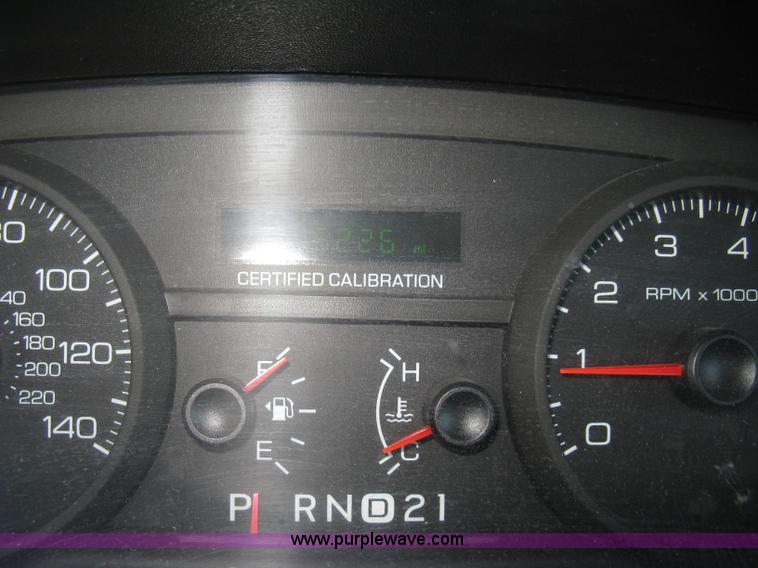 226 mi
CERTIFIED CALIBRATION
80
100
120
140
140
160
180
200
220
F
E
H
C
0
1
2
3
4
RPM x 1000
P R N D 2 1
www.purplewave.com